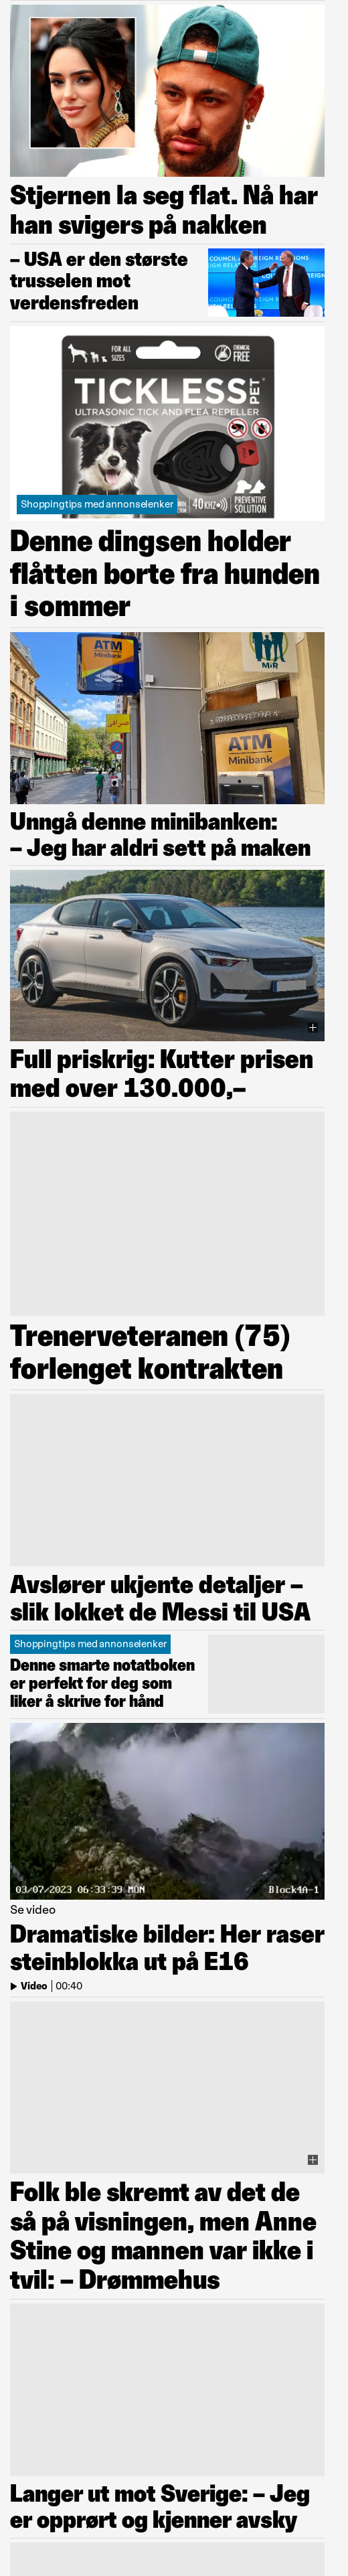 Stjernen la seg flat. Nå har
han svigers på nakken
– USA er den største
trusselen mot
verdensfreden
COUNCIL
FOREIGN RELATIONS
FOR ALL
SIZES
CHEMICAL
FREE
TICKLESS
PET
ULTRASONIC TICK AND FLEA REPELLER
40 KHZ
PREVENTIVE
SOLUTION
Shoppingtips med annonselenker
Denne dingsen holder
flåtten borte fra hunden
i sommer
ATM
Minibank
صرافی
MiR
ATM
Minibank
Unngå denne minibanken:
– Jeg har aldri sett på maken
Full priskrig: Kutter prisen
med over 130.000,–
Trenerveteranen (75)
forlenget kontrakten
Avslører ukjente detaljer –
slik lokket de Messi til USA
Shoppingtips med annonselenker
Denne smarte notatboken
er perfekt for deg som
liker å skrive for hånd
03/07/2023 06:33:39 MON
Block4A-1
Se video
Dramatiske bilder: Her raser
steinblokka ut på E16
Video | 00:40
Folk ble skremt av det de
så på visningen, men Anne
Stine og mannen var ikke i
tvil: – Drømmehus
Langer ut mot Sverige: – Jeg
er opprørt og kjenner avsky